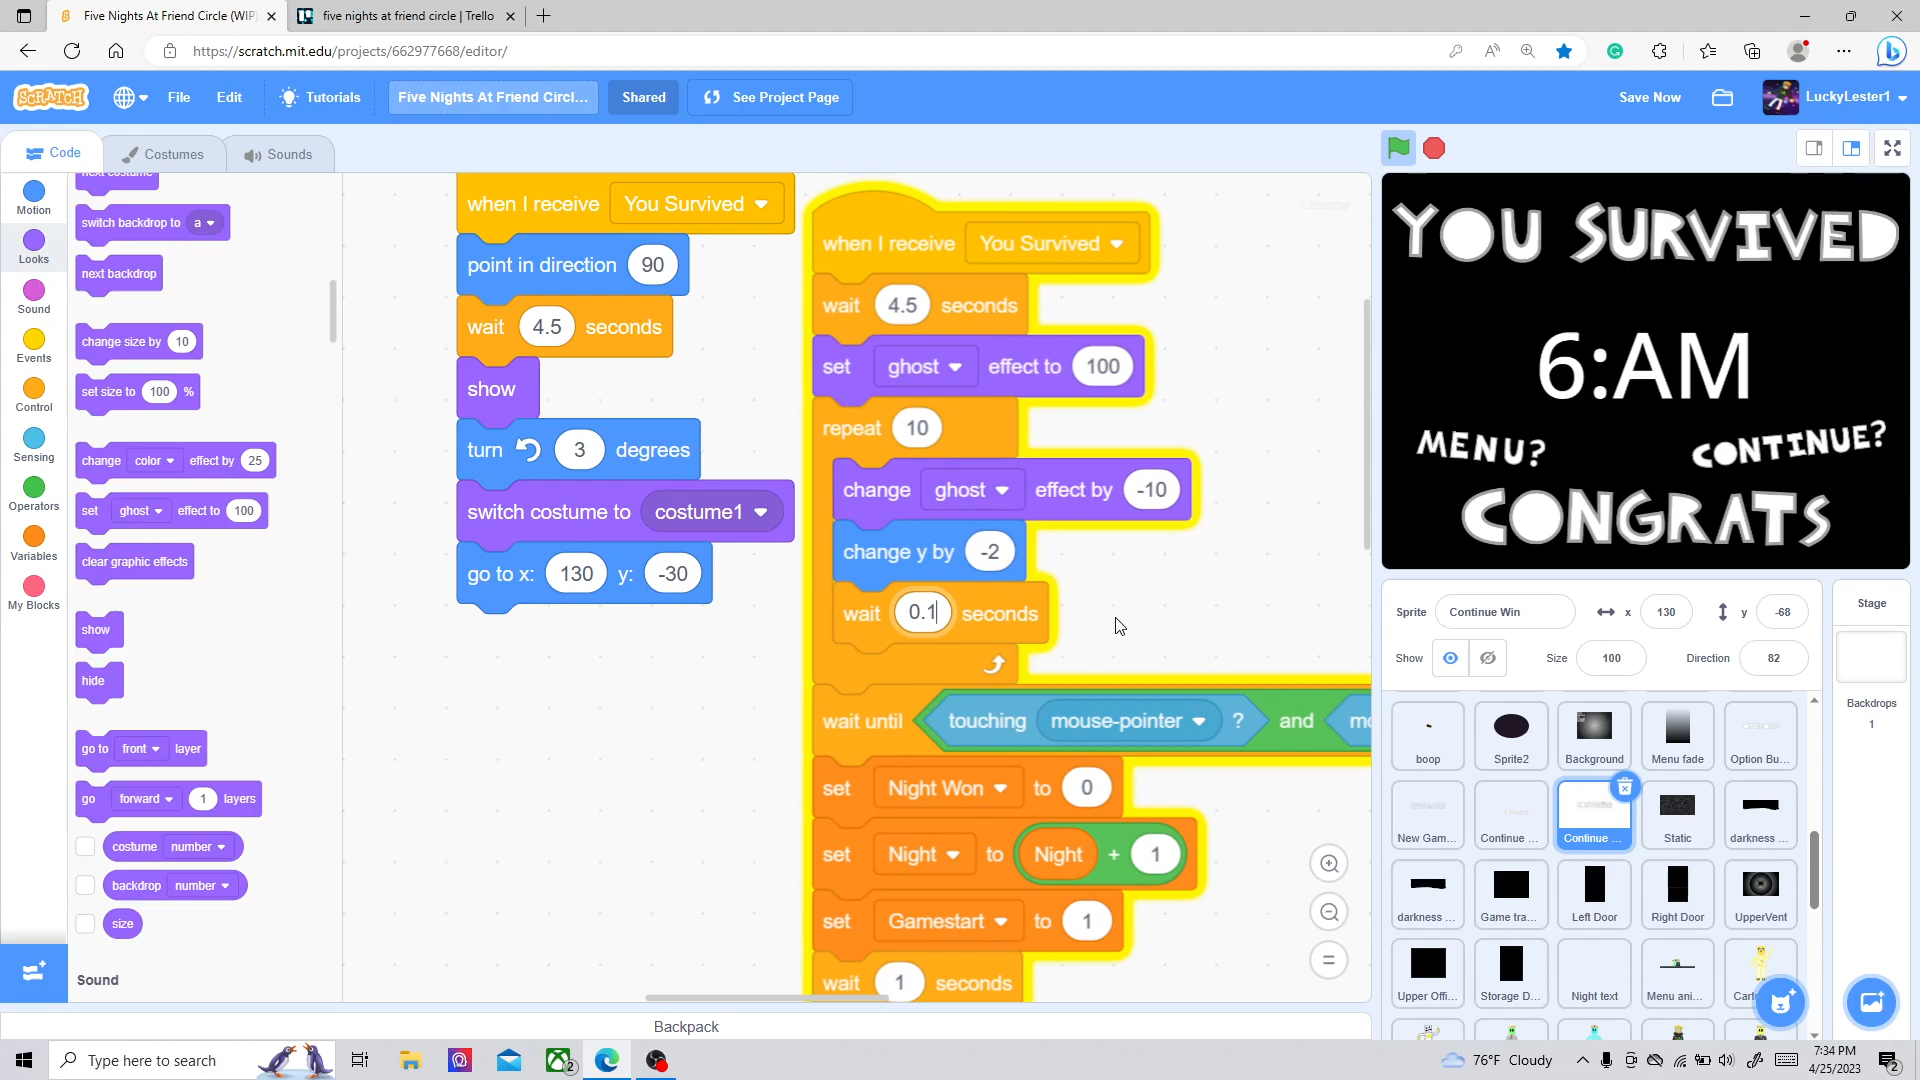 Five Nights At Friend Circle (WIP)
five nights at friend circle | Trello
https://scratch.mit.edu/projects/662977668/editor/
SCRATCH
File
Edit
Tutorials
Five Nights At Friend Circl...
Shared
See Project Page
Save Now
LuckyLester1
Code
Costumes
Sounds
Motion
Looks
Sound
Events
Control
Sensing
Operators
Variables
My Blocks
next costume
switch backdrop to a
next backdrop
change size by 10
set size to 100 %
change color effect by 25
set ghost effect to 100
clear graphic effects
show
hide
go to front layer
go forward 1 layers
costume number
backdrop number
size
Sound
when I receive You Survived
point in direction 90
wait 4.5 seconds
show
turn 3 degrees
switch costume to costume1
go to x: 130 y: -30
when I receive You Survived
wait 4.5 seconds
set ghost effect to 100
repeat 10
change ghost effect by -10
change y by -2
wait 0.1 seconds
wait until touching mouse-pointer ? and
set Night Won to 0
set Night to Night + 1
set Gamestart to 1
wait 1 seconds
Backpack
YOU SURVIVED
6:AM
MENU? CONTINUE?
CONGRATS
Sprite Continue Win x 130 y -68
Show Size 100 Direction 82
Stage
Backdrops
1
boop Sprite2 Background Menu fade Option Bu...
New Gam... Continue ... Continue ... Static darkness ...
darkness ... Game tra... Left Door Right Door UpperVent
Upper Offi... Storage D... Night text Menu ani...
Type here to search
2
76°F Cloudy
7:34 PM
4/25/2023
2